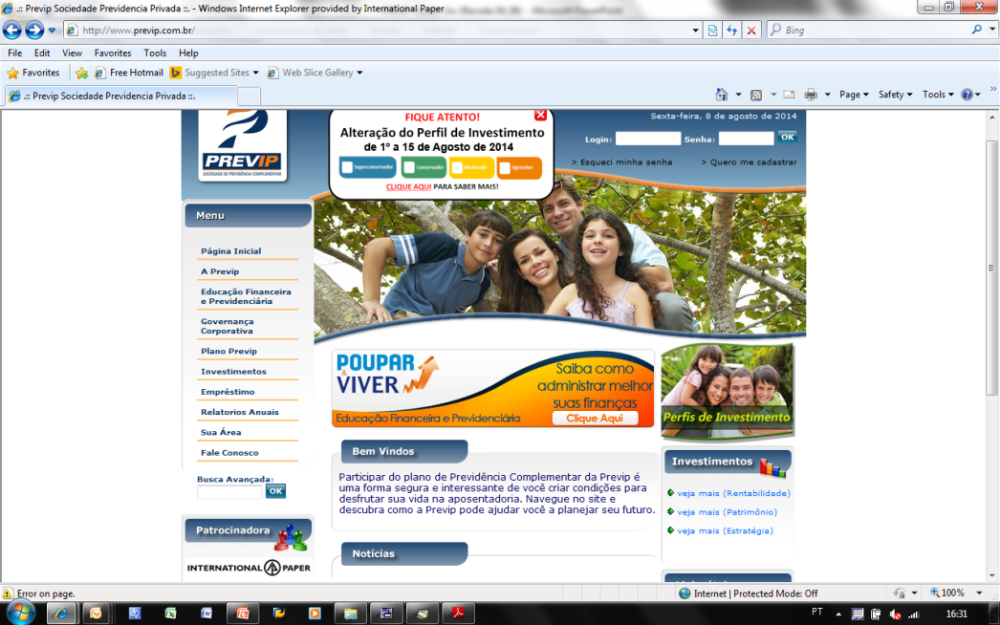 .:: Previp Sociedade Previdencia Privada ::. - Windows Internet Explorer provided by International Paper
http://www.previp.com.br/
Bing
File Edit View Favorites Tools Help
Favorites Free Hotmail Suggested Sites Web Slice Gallery
.:: Previp Sociedade Previdencia Privada ::.
Page Safety Tools
PREVIP
SOCIEDADE DE PREVIDÊNCIA COMPLEMENTAR
FIQUE ATENTO!
Alteração do Perfil de Investimento
de 1º a 15 de Agosto de 2014
Superconservador Conservador Moderado Agressivo
CLIQUE AQUI PARA SABER MAIS!
Sexta-feira, 8 de agosto de 2014
Login: Senha: OK
> Esqueci minha senha > Quero me cadastrar
Menu
Página Inicial
A Previp
Educação Financeira
e Previdenciária
Governança
Corporativa
Plano Previp
Investimentos
Empréstimo
Relatorios Anuais
Sua Área
Fale Conosco
Busca Avançada:
OK
Patrocinadora
INTERNATIONAL PAPER
POUPAR
& VIVER
Educação Financeira e Previdenciária
Saiba como
administrar melhor
suas finanças
Clique Aqui
Bem Vindos
Participar do plano de Previdência Complementar da Previp é
uma forma segura e interessante de você criar condições para
desfrutar sua vida na aposentadoria. Navegue no site e
descubra como a Previp pode ajudar você a planejar seu futuro.
Notícias
Perfis de Investimento
Investimentos
veja mais (Rentabilidade)
veja mais (Patrimônio)
veja mais (Estratégia)
Error on page.
Internet | Protected Mode: Off
100%
PT
16:31